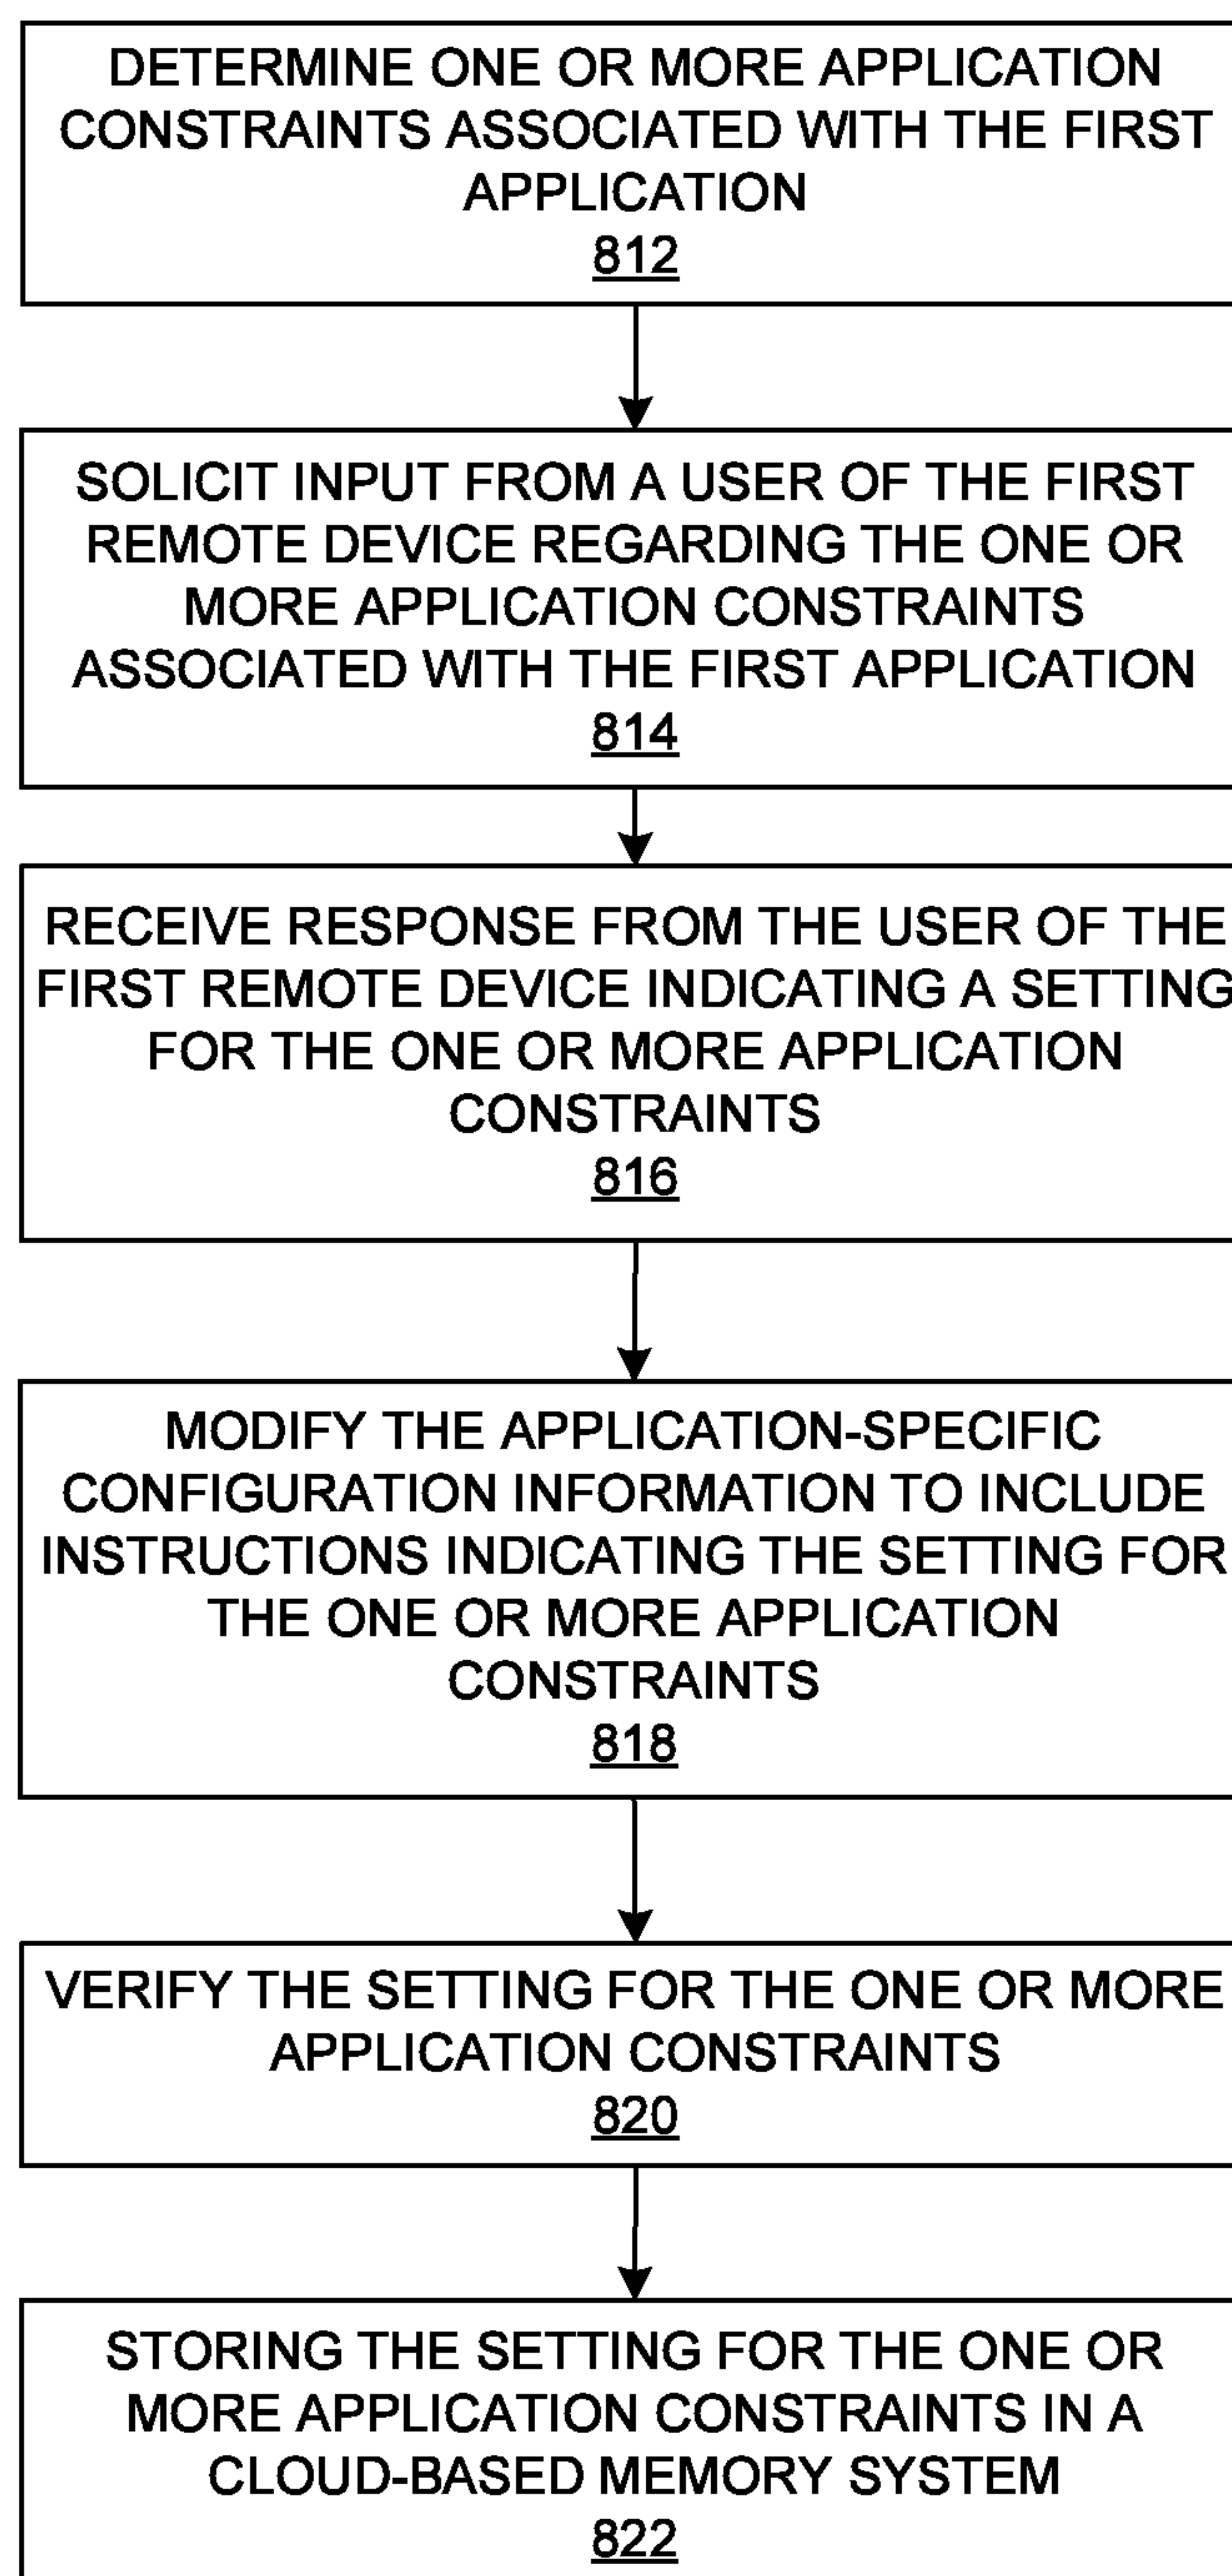 DETERMINE ONE OR MORE APPLICATION
CONSTRAINTS ASSOCIATED WITH THE FIRST
APPLICATION
812
SOLICIT INPUT FROM A USER OF THE FIRST
REMOTE DEVICE REGARDING THE ONE OR
MORE APPLICATION CONSTRAINTS
ASSOCIATED WITH THE FIRST APPLICATION
814
RECEIVE RESPONSE FROM THE USER OF THE
FIRST REMOTE DEVICE INDICATING A SETTING
FOR THE ONE OR MORE APPLICATION
CONSTRAINTS
816
MODIFY THE APPLICATION-SPECIFIC
CONFIGURATION INFORMATION TO INCLUDE
INSTRUCTIONS INDICATING THE SETTING FOR
THE ONE OR MORE APPLICATION
CONSTRAINTS
818
VERIFY THE SETTING FOR THE ONE OR MORE
APPLICATION CONSTRAINTS
820
STORING THE SETTING FOR THE ONE OR
MORE APPLICATION CONSTRAINTS IN A
CLOUD-BASED MEMORY SYSTEM
822